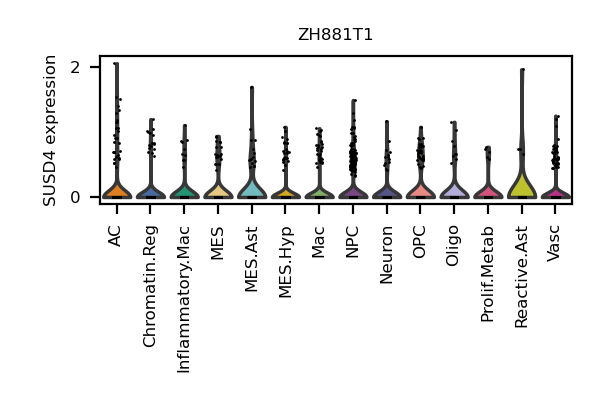 ZH881T1
SUSD4 expression
2
0
AC
Chromatin.Reg
Inflammatory.Mac
MES
MES.Ast
MES.Hyp
Mac
NPC
Neuron
OPC
Oligo
Prolif.Metab
Reactive.Ast
Vasc